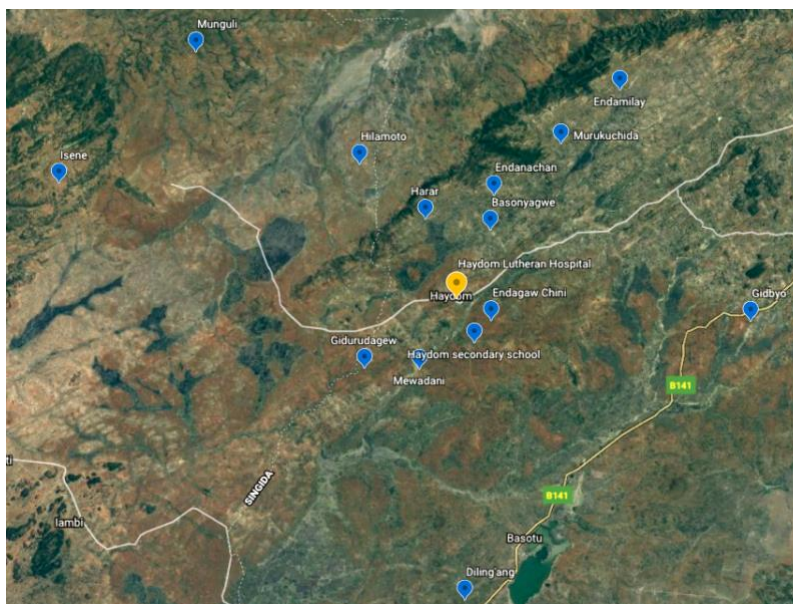 Munguli
Endamilay
Murukuchida
Hilamoto
Isene
Endanachan
Harar
Basonyagwe
Haydom Lutheran Hospital
Haydom
Endagaw Chini
Gidbyo
Gidurudagew
Haydom secondary school
Mewadani
B141
SINGIDA
B141
Iambi
Basotu
Diling'ang